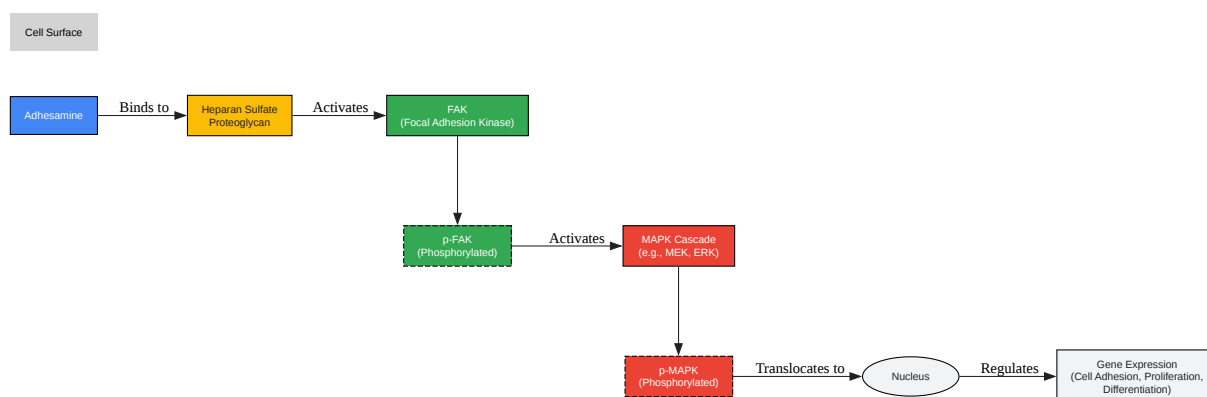 Cell Surface
Adhesamine
Binds to
Heparan Sulfate
Proteoglycan
Activates
FAK
(Focal Adhesion Kinase)
p-FAK
(Phosphorylated)
Activates
MAPK Cascade
(e.g., MEK, ERK)
p-MAPK
(Phosphorylated)
Translocates to
Nucleus
Regulates
Gene Expression
(Cell Adhesion, Proliferation,
Differentiation)